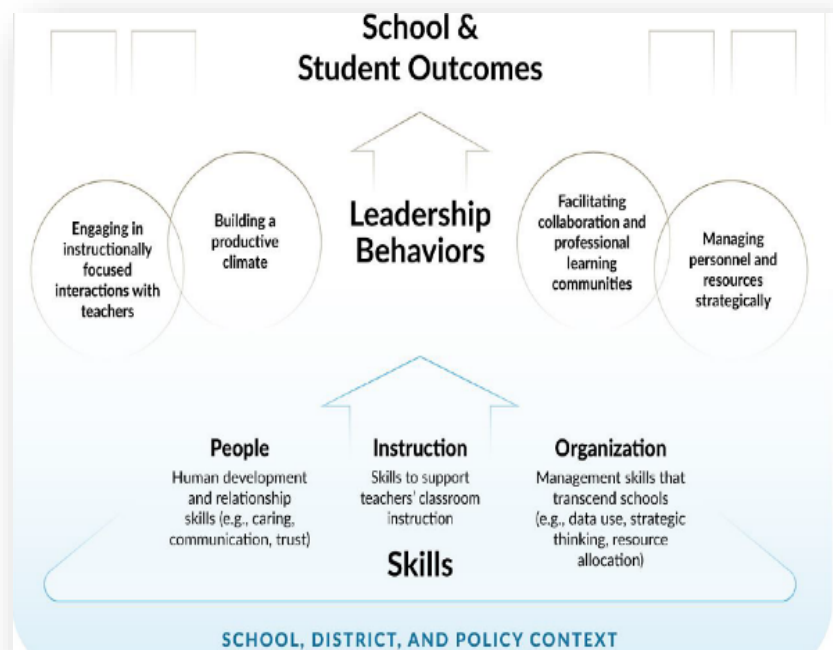 School &
Student Outcomes
Engaging in
instructionally
focused
interactions with
teachers
Building a
productive
climate
Leadership
Behaviors
Facilitating
collaboration and
professional
learning
communities
Managing
personnel and
resources
strategically
People
Human development
and relationship
skills (e.g., caring,
communication, trust)
Instruction
Skills to support
teachers' classroom
instruction
Organization
Management skills that
transcend schools
(e.g., data use, strategic
thinking, resource
allocation)
Skills
SCHOOL, DISTRICT, AND POLICY CONTEXT